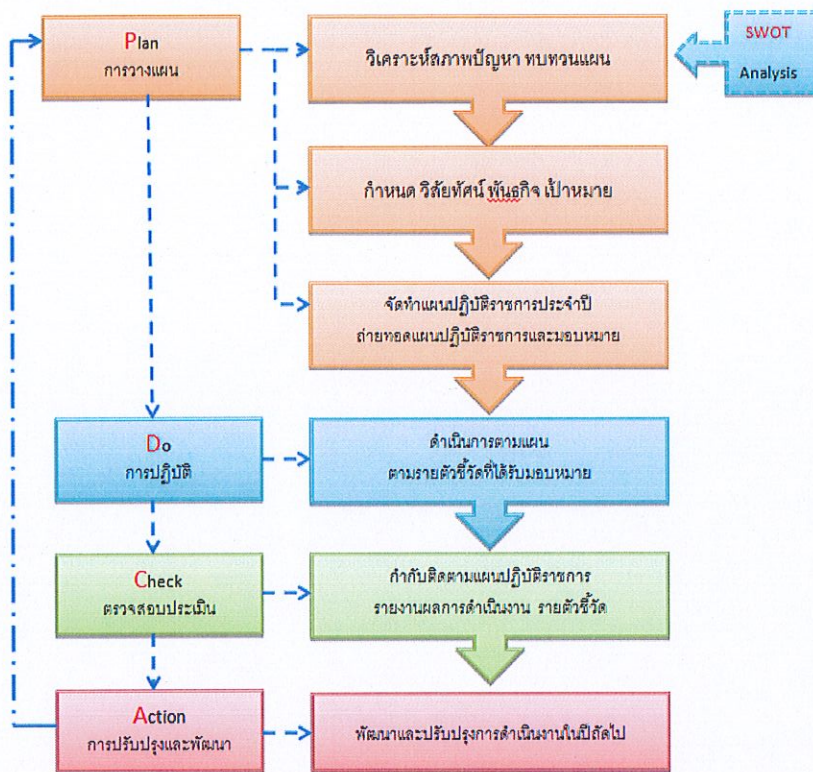 Plan
การวางแผน
วิเคราะห์สภาพปัญหา ทบทวนแผน
SWOT
Analysis
กำหนด วิสัยทัศน์ พันธกิจ เป้าหมาย
จัดทำแผนปฏิบัติราชการประจำปี
ถ่ายทอดแผนปฏิบัติราชการและมอบหมาย
Do
การปฏิบัติ
ดำเนินการตามแผน
ตามรายตัวชี้วัดที่ได้รับมอบหมาย
Check
ตรวจสอบประเมิน
กำกับติดตามแผนปฏิบัติราชการ
รายงานผลการดำเนินงาน รายตัวชี้วัด
Action
การปรับปรุงและพัฒนา
พัฒนาและปรับปรุงการดำเนินงานในปีถัดไป